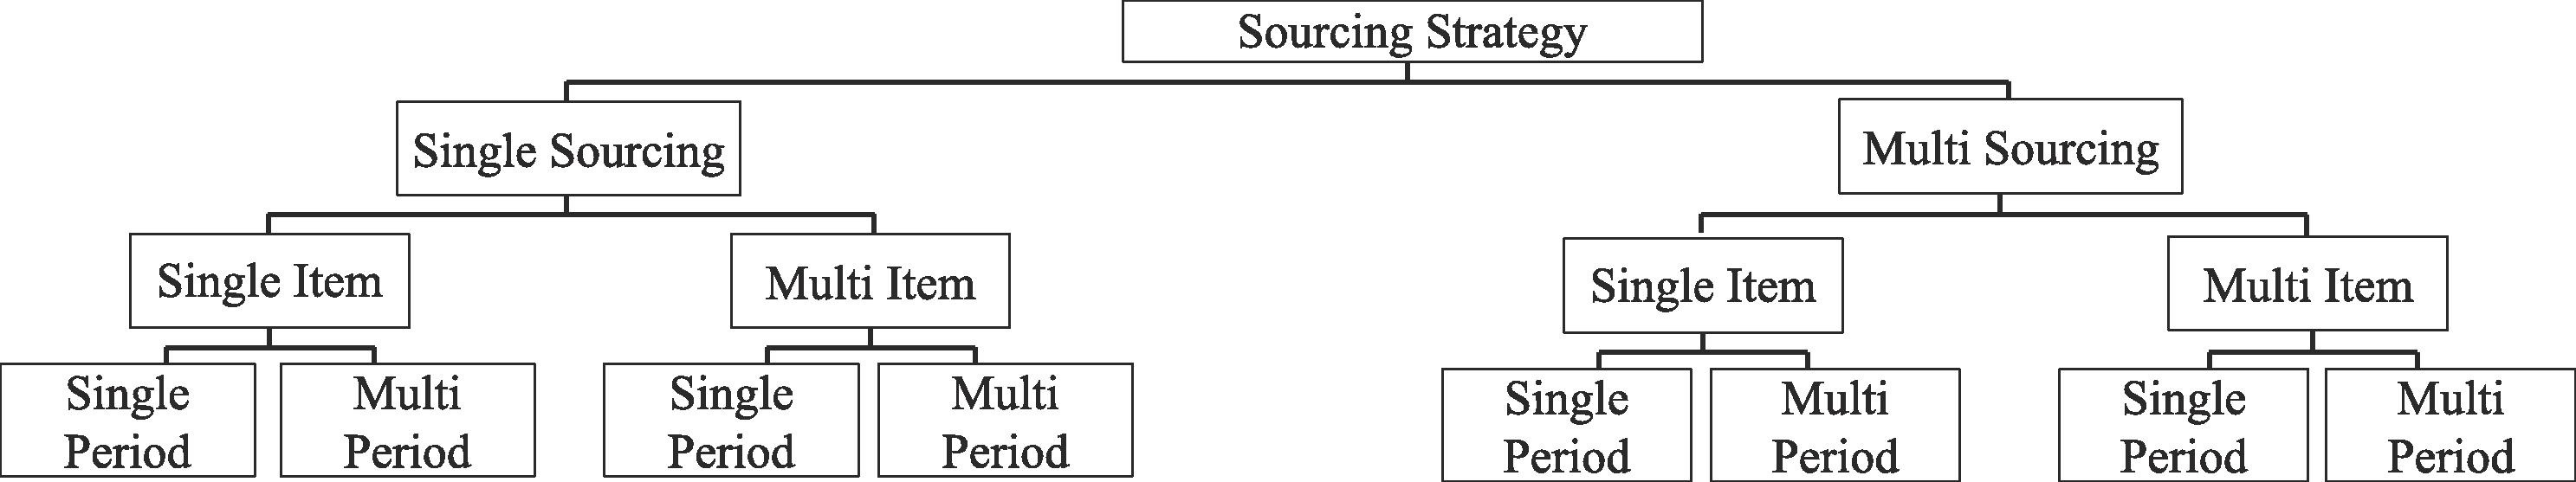 Sourcing Strategy
Single Sourcing
Multi Sourcing
Single Item
Multi Item
Single Item
Multi Item
Single
Period
Multi
Period
Single
Period
Multi
Period
Single
Period
Multi
Period
Single
Period
Multi
Period